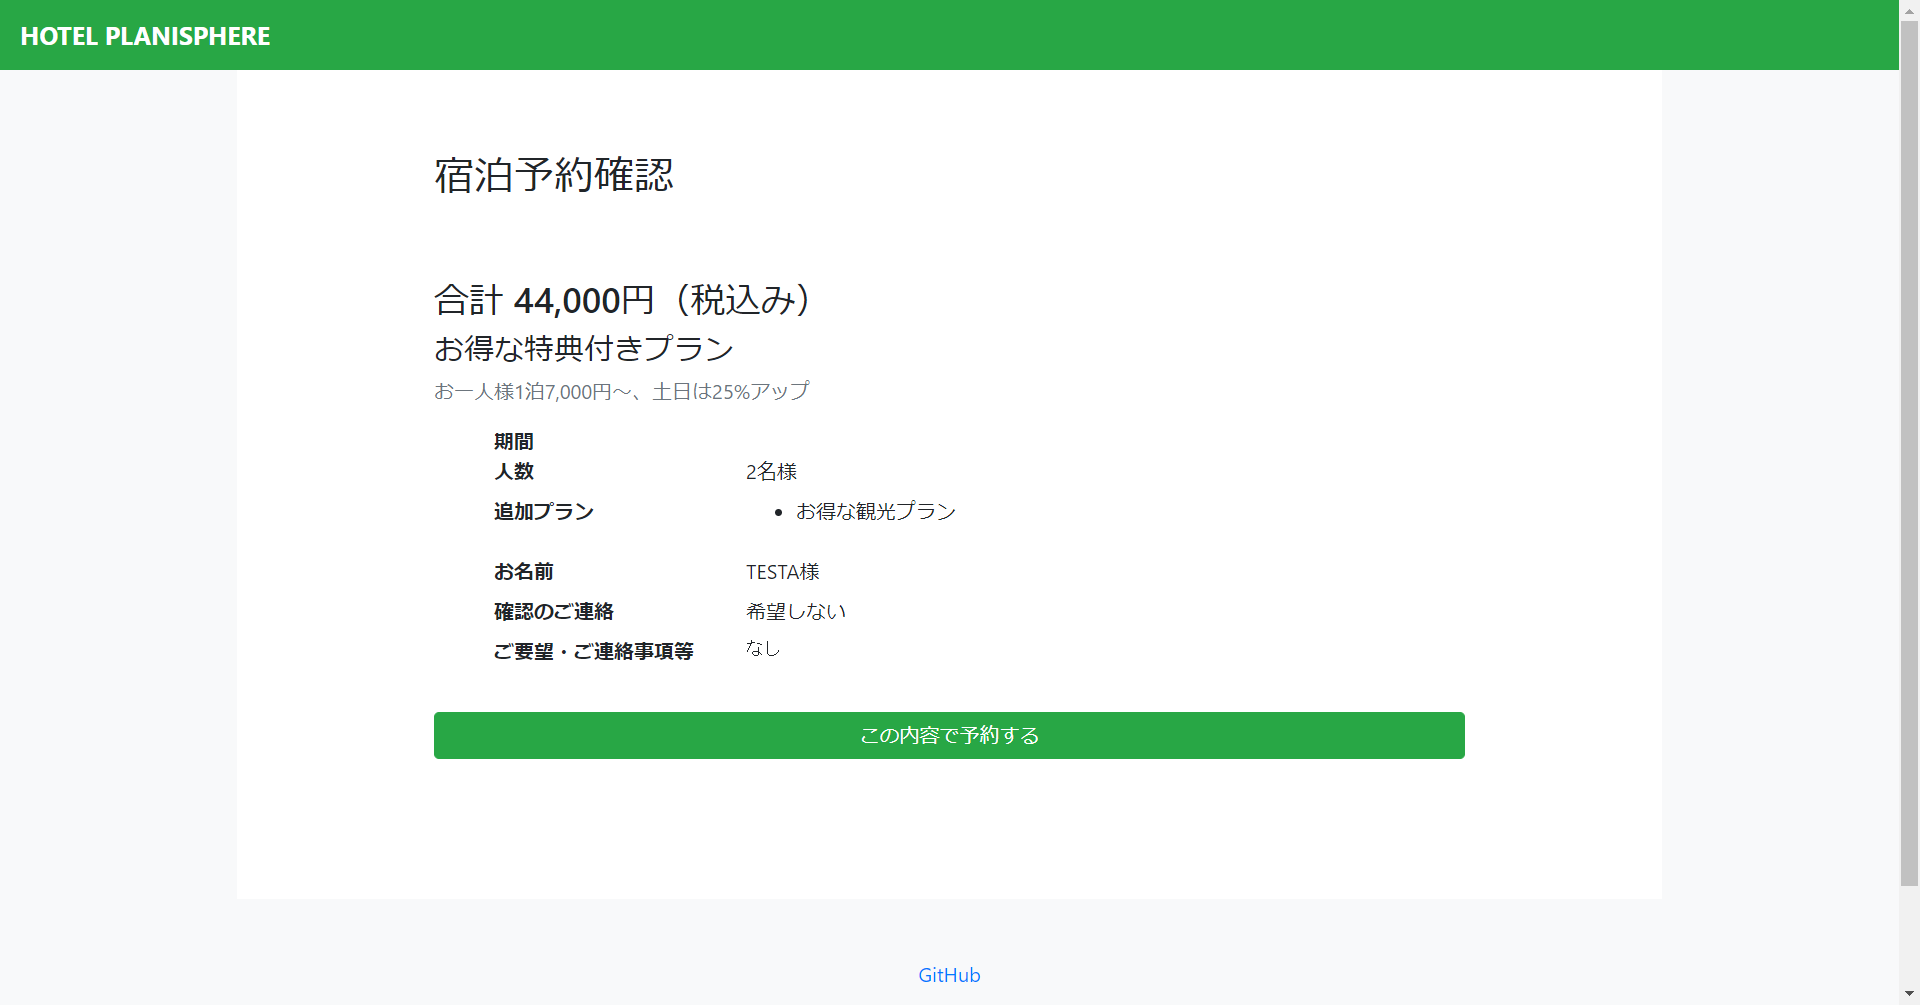 HOTEL PLANISPHERE
宿泊予約確認
合計 44,000円（税込み）
お得な特典付きプラン
お一人様1泊7,000円〜、土日は25%アップ
期間
人数 2名様
追加プラン • お得な観光プラン
お名前 TESTA様
確認のご連絡 希望しない
ご要望・ご連絡事項等 なし
この内容で予約する
GitHub